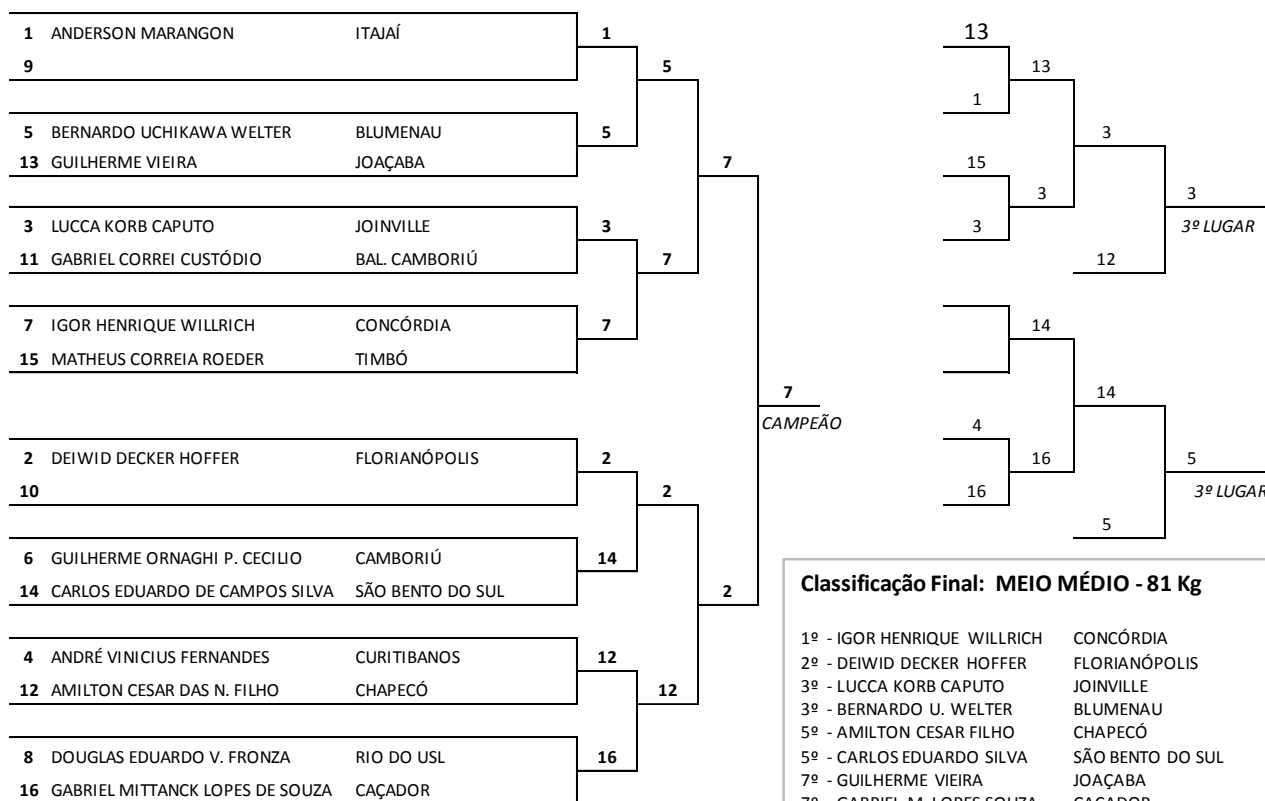 1 ANDERSON MARANGON ITAJAÍ
9
5 BERNARDO UCHIKAWA WELTER BLUMENAU
13 GUILHERME VIEIRA JOAÇABA
3 LUCCA KORB CAPUTO JOINVILLE
11 GABRIEL CORREI CUSTÓDIO BAL. CAMBORIÚ
7 IGOR HENRIQUE WILLRICH CONCÓRDIA
15 MATHEUS CORREIA ROEDER TIMBÓ
2 DEIWID DECKER HOFFER FLORIANÓPOLIS
10
6 GUILHERME ORNAGHI P. CECILIO CAMBORIÚ
14 CARLOS EDUARDO DE CAMPOS SILVA SÃO BENTO DO SUL
4 ANDRÉ VINICIUS FERNANDES CURITIBANOS
12 AMILTON CESAR DAS N. FILHO CHAPECÓ
8 DOUGLAS EDUARDO V. FRONZA RIO DO USL
16 GABRIEL MITTANCK LOPES DE SOUZA CAÇADOR
1
5
3
7
2
14
12
16
5
7
2
12
7
2
7
CAMPEÃO
13
1
15
3
13
3
3
12
3
3º LUGAR
4
16
14
16
14
5
5
3º LUGAR
Classificação Final: MEIO MÉDIO - 81 Kg
1º - IGOR HENRIQUE WILLRICH CONCÓRDIA
2º - DEIWID DECKER HOFFER FLORIANÓPOLIS
3º - LUCCA KORB CAPUTO JOINVILLE
3º - BERNARDO U. WELTER BLUMENAU
5º - AMILTON CESAR FILHO CHAPECÓ
5º - CARLOS EDUARDO SILVA SÃO BENTO DO SUL
7º - GUILHERME VIEIRA JOAÇABA
7º - GABRIEL M. LOPES SOUZA CAÇADOR